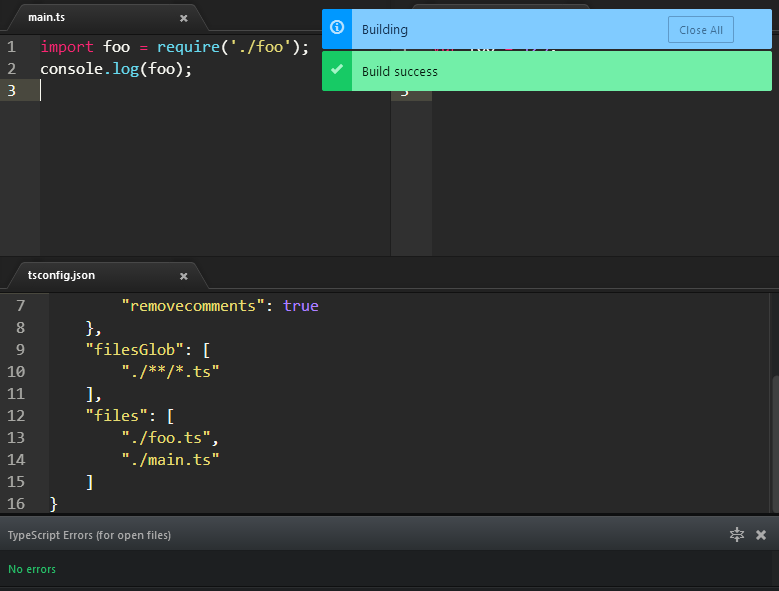 main.ts
Building
Close All
Build success
1 import foo = require('./foo');
2 console.log(foo);
3
3
tsconfig.json
7 "removecomments": true
8 },
9 "filesGlob": [
10 "./**/*.ts"
11 ],
12 "files": [
13 "./foo.ts",
14 "./main.ts"
15 ]
16 }
TypeScript Errors (for open files)
No errors